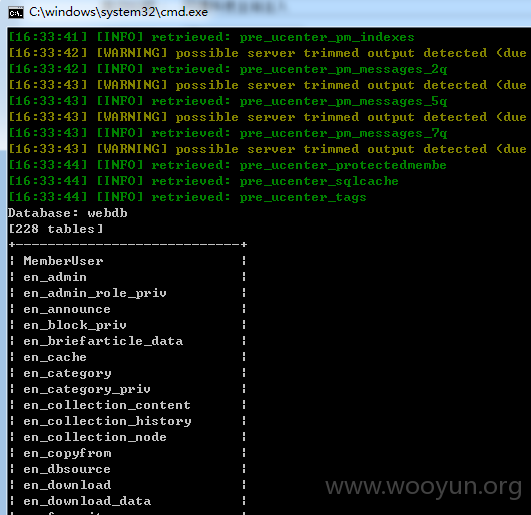 C:\windows\system32\cmd.exe
[16:33:41] [INFO] retrieved: pre_ucenter_pm_indexes
[16:33:42] [WARNING] possible server trimmed output detected (due
[16:33:42] [INFO] retrieved: pre_ucenter_pm_messages_2q
[16:33:43] [WARNING] possible server trimmed output detected (due
[16:33:43] [INFO] retrieved: pre_ucenter_pm_messages_5q
[16:33:43] [WARNING] possible server trimmed output detected (due
[16:33:43] [INFO] retrieved: pre_ucenter_pm_messages_7q
[16:33:43] [WARNING] possible server trimmed output detected (due
[16:33:44] [INFO] retrieved: pre_ucenter_protectedmembe
[16:33:44] [INFO] retrieved: pre_ucenter_sqlcache
[16:33:44] [INFO] retrieved: pre_ucenter_tags
Database: webdb
[228 tables]
+----------------------------+
| MemberUser |
| en_admin |
| en_admin_role_priv |
| en_announce |
| en_block_priv |
| en_briefarticle_data |
| en_cache |
| en_category |
| en_category_priv |
| en_collection_content |
| en_collection_history |
| en_collection_node |
| en_copyfrom |
| en_dbsource |
| en_download |
| en_download_data |
www.wooyun.org